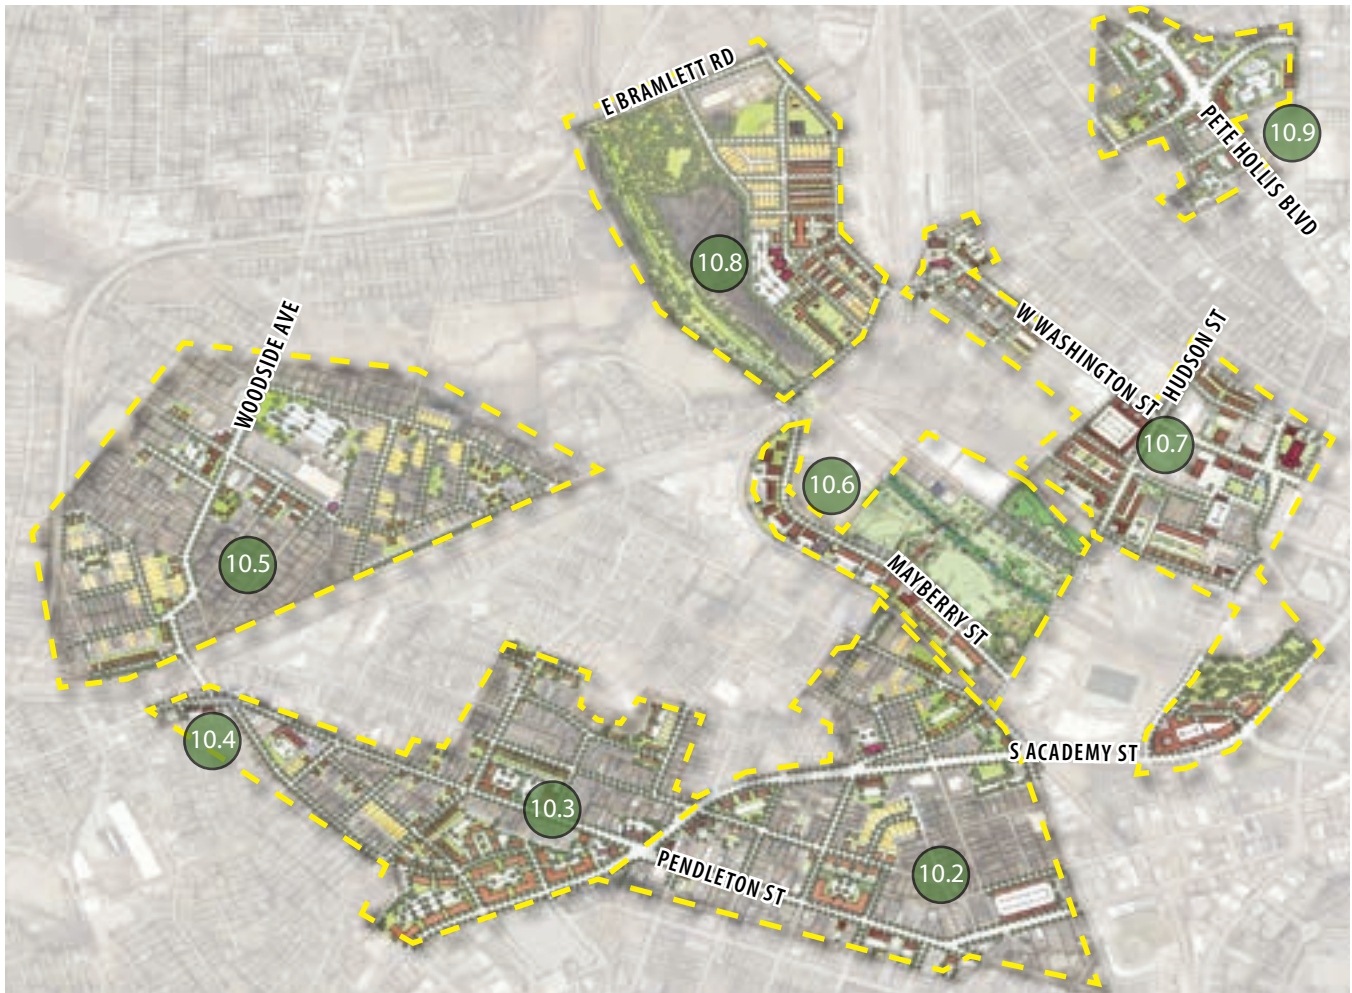 E BRAMLETT RD
10.9
PETE HOLLIS BLVD
10.8
W WASHINGTON ST
HUDSON ST
WOODSIDE AVE
10.7
10.6
10.5
MAYBERRY ST
10.4
S ACADEMY ST
10.3
PENDLETON ST
10.2